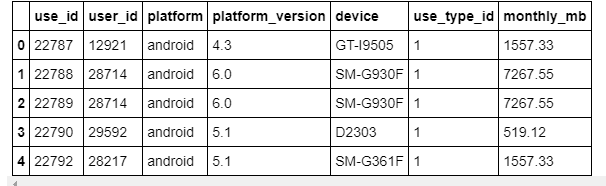 use_id user_id platform platform_version device use_type_id monthly_mb
0 22787 12921 android 4.3 GT-I9505 1 1557.33
1 22788 28714 android 6.0 SM-G930F 1 7267.55
2 22789 28714 android 6.0 SM-G930F 1 7267.55
3 22790 29592 android 5.1 D2303 1 519.12
4 22792 28217 android 5.1 SM-G361F 1 1557.33